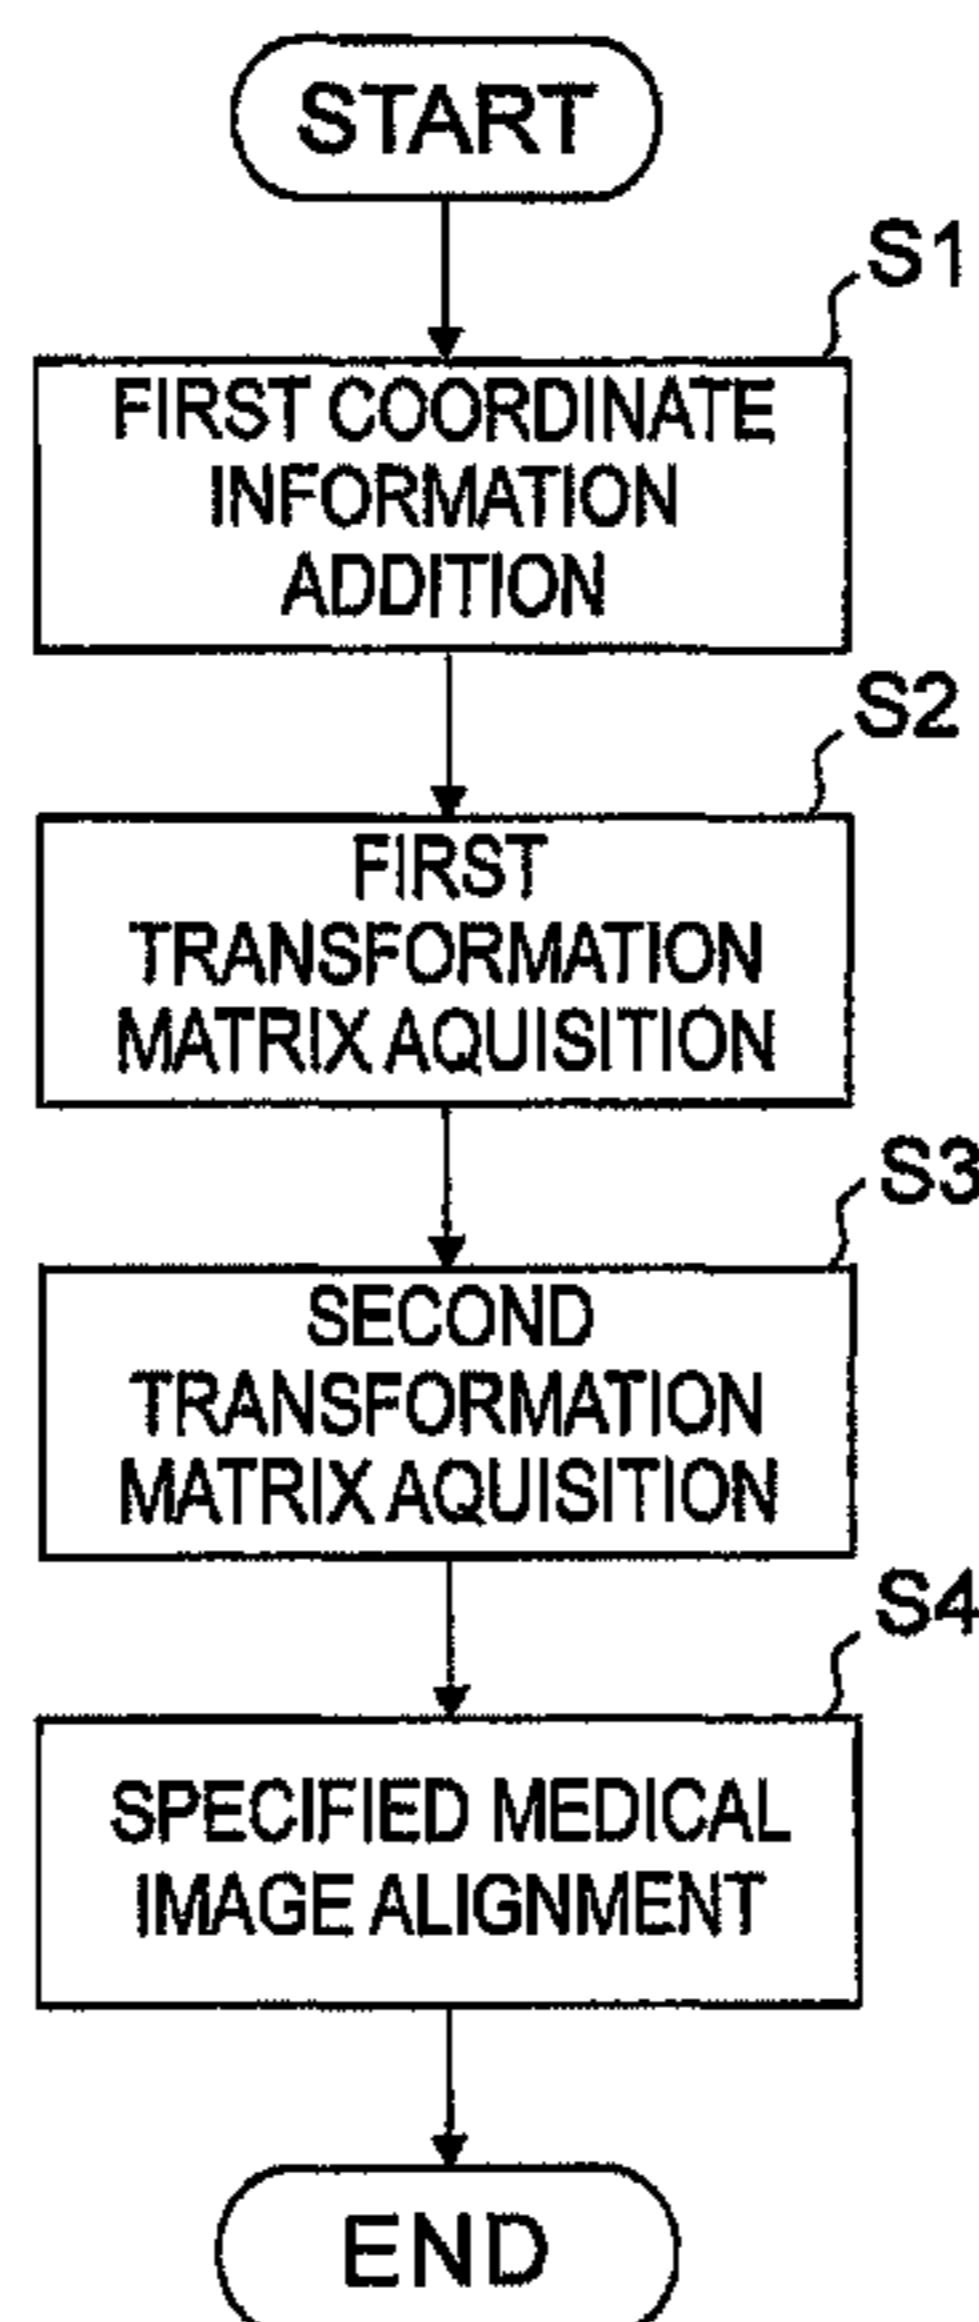 START
S1
FIRST COORDINATE
INFORMATION
ADDITION
S2
FIRST
TRANSFORMATION
MATRIX AQUISITION
S3
SECOND
TRANSFORMATION
MATRIX AQUISITION
S4
SPECIFIED MEDICAL
IMAGE ALIGNMENT
END